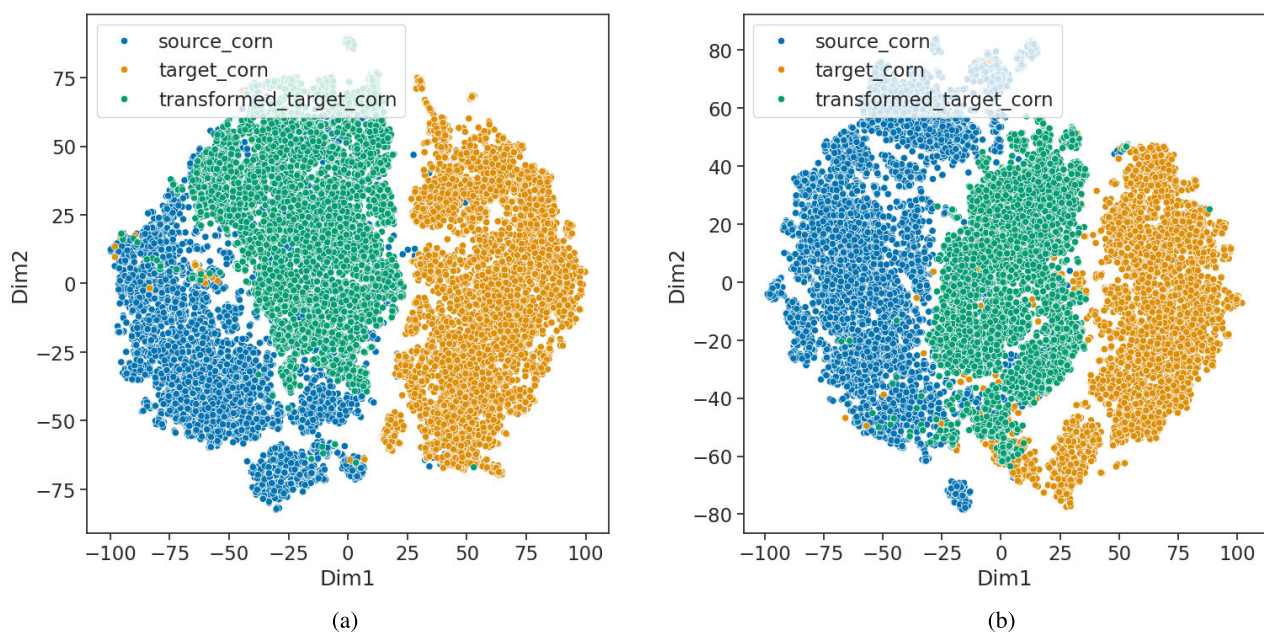 source_corn
target_corn
transformed_target_corn
75
50
25
0
−25
−50
−75
Dim2
−100 −75 −50 −25 0 25 50 75 100
Dim1
(a)
source_corn
target_corn
transformed_target_corn
80
60
40
20
0
−20
−40
−60
−80
Dim2
−100 −75 −50 −25 0 25 50 75 100
Dim1
(b)